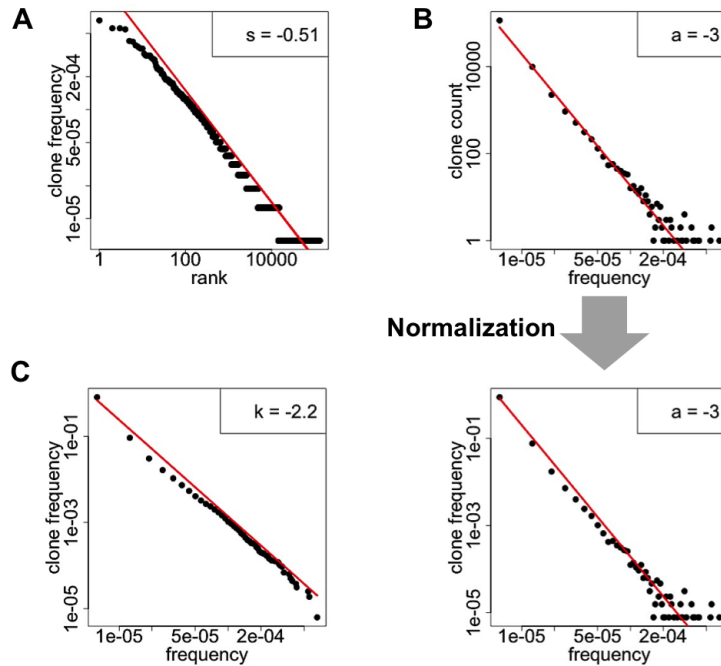 A
s = -0.51
clone frequency
2e-04
5e-05
1e-05
1
100
10000
rank
B
a = -3
clone count
10000
100
1
1e-05
5e-05
2e-04
frequency
Normalization
C
k = -2.2
clone frequency
1e-01
1e-03
1e-05
1e-05
5e-05
2e-04
frequency
a = -3
clone frequency
1e-01
1e-03
1e-05
1e-05
5e-05
2e-04
frequency